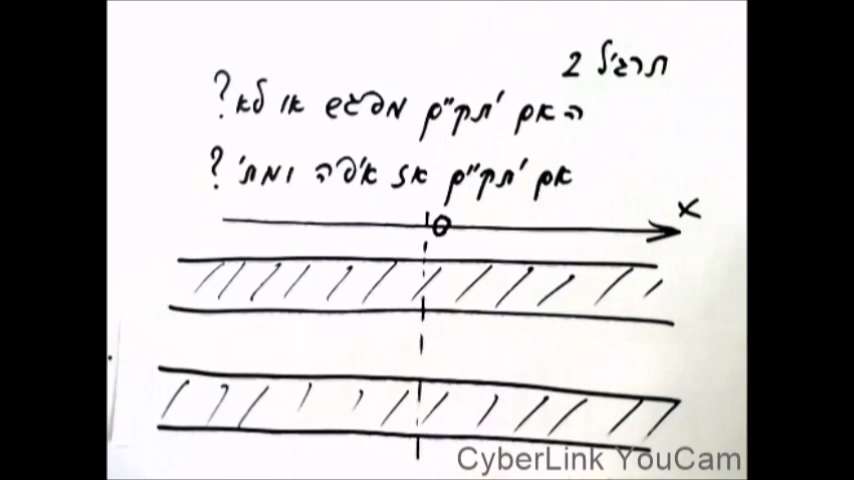 תרגיל 2
האם יתקיים מפגש או לא?
אם יתקיים אז איפה ומתי?
x
0
CyberLink YouCam